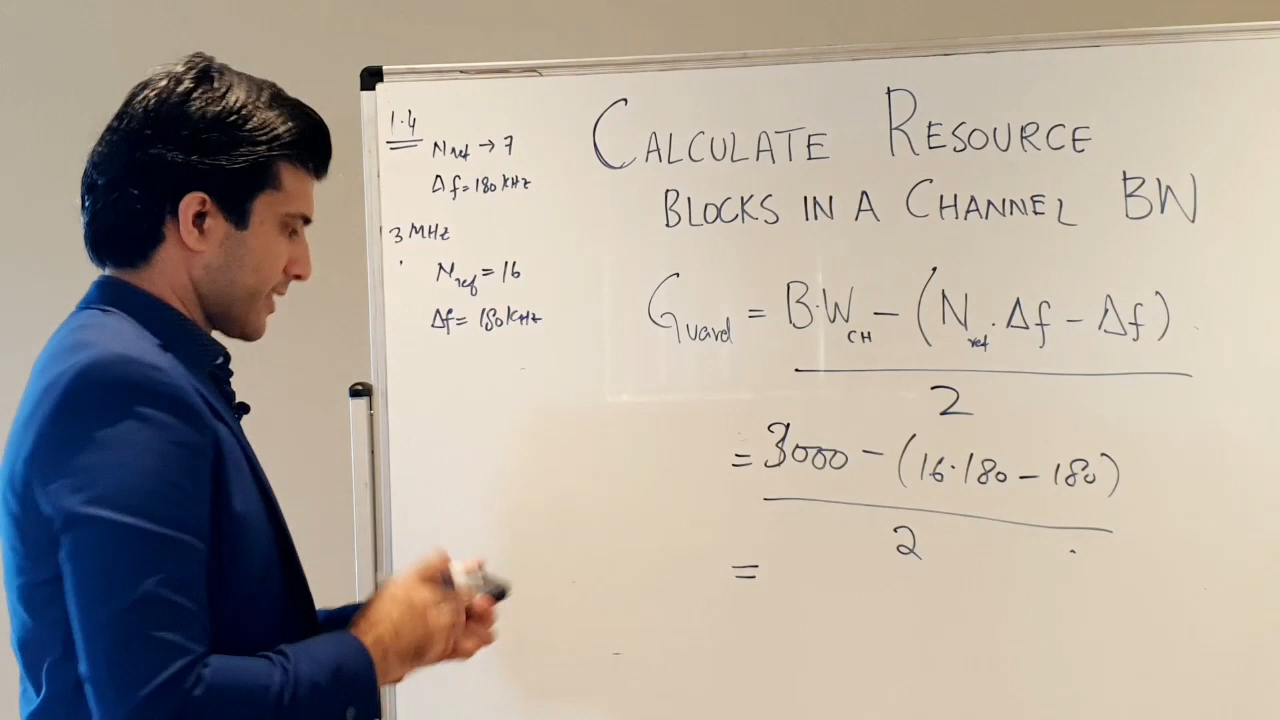 1.4
Nref → 7
Δf=180 kHz
3 MHz
Nref = 16
Δf= 180 kHz
CALCULATE RESOURCE
BLOCKS IN A CHANNEL BW
Guard = B.W CH – (Nref . Δf – Δf)
2
= 3000 – (16.180 – 180)
2
=